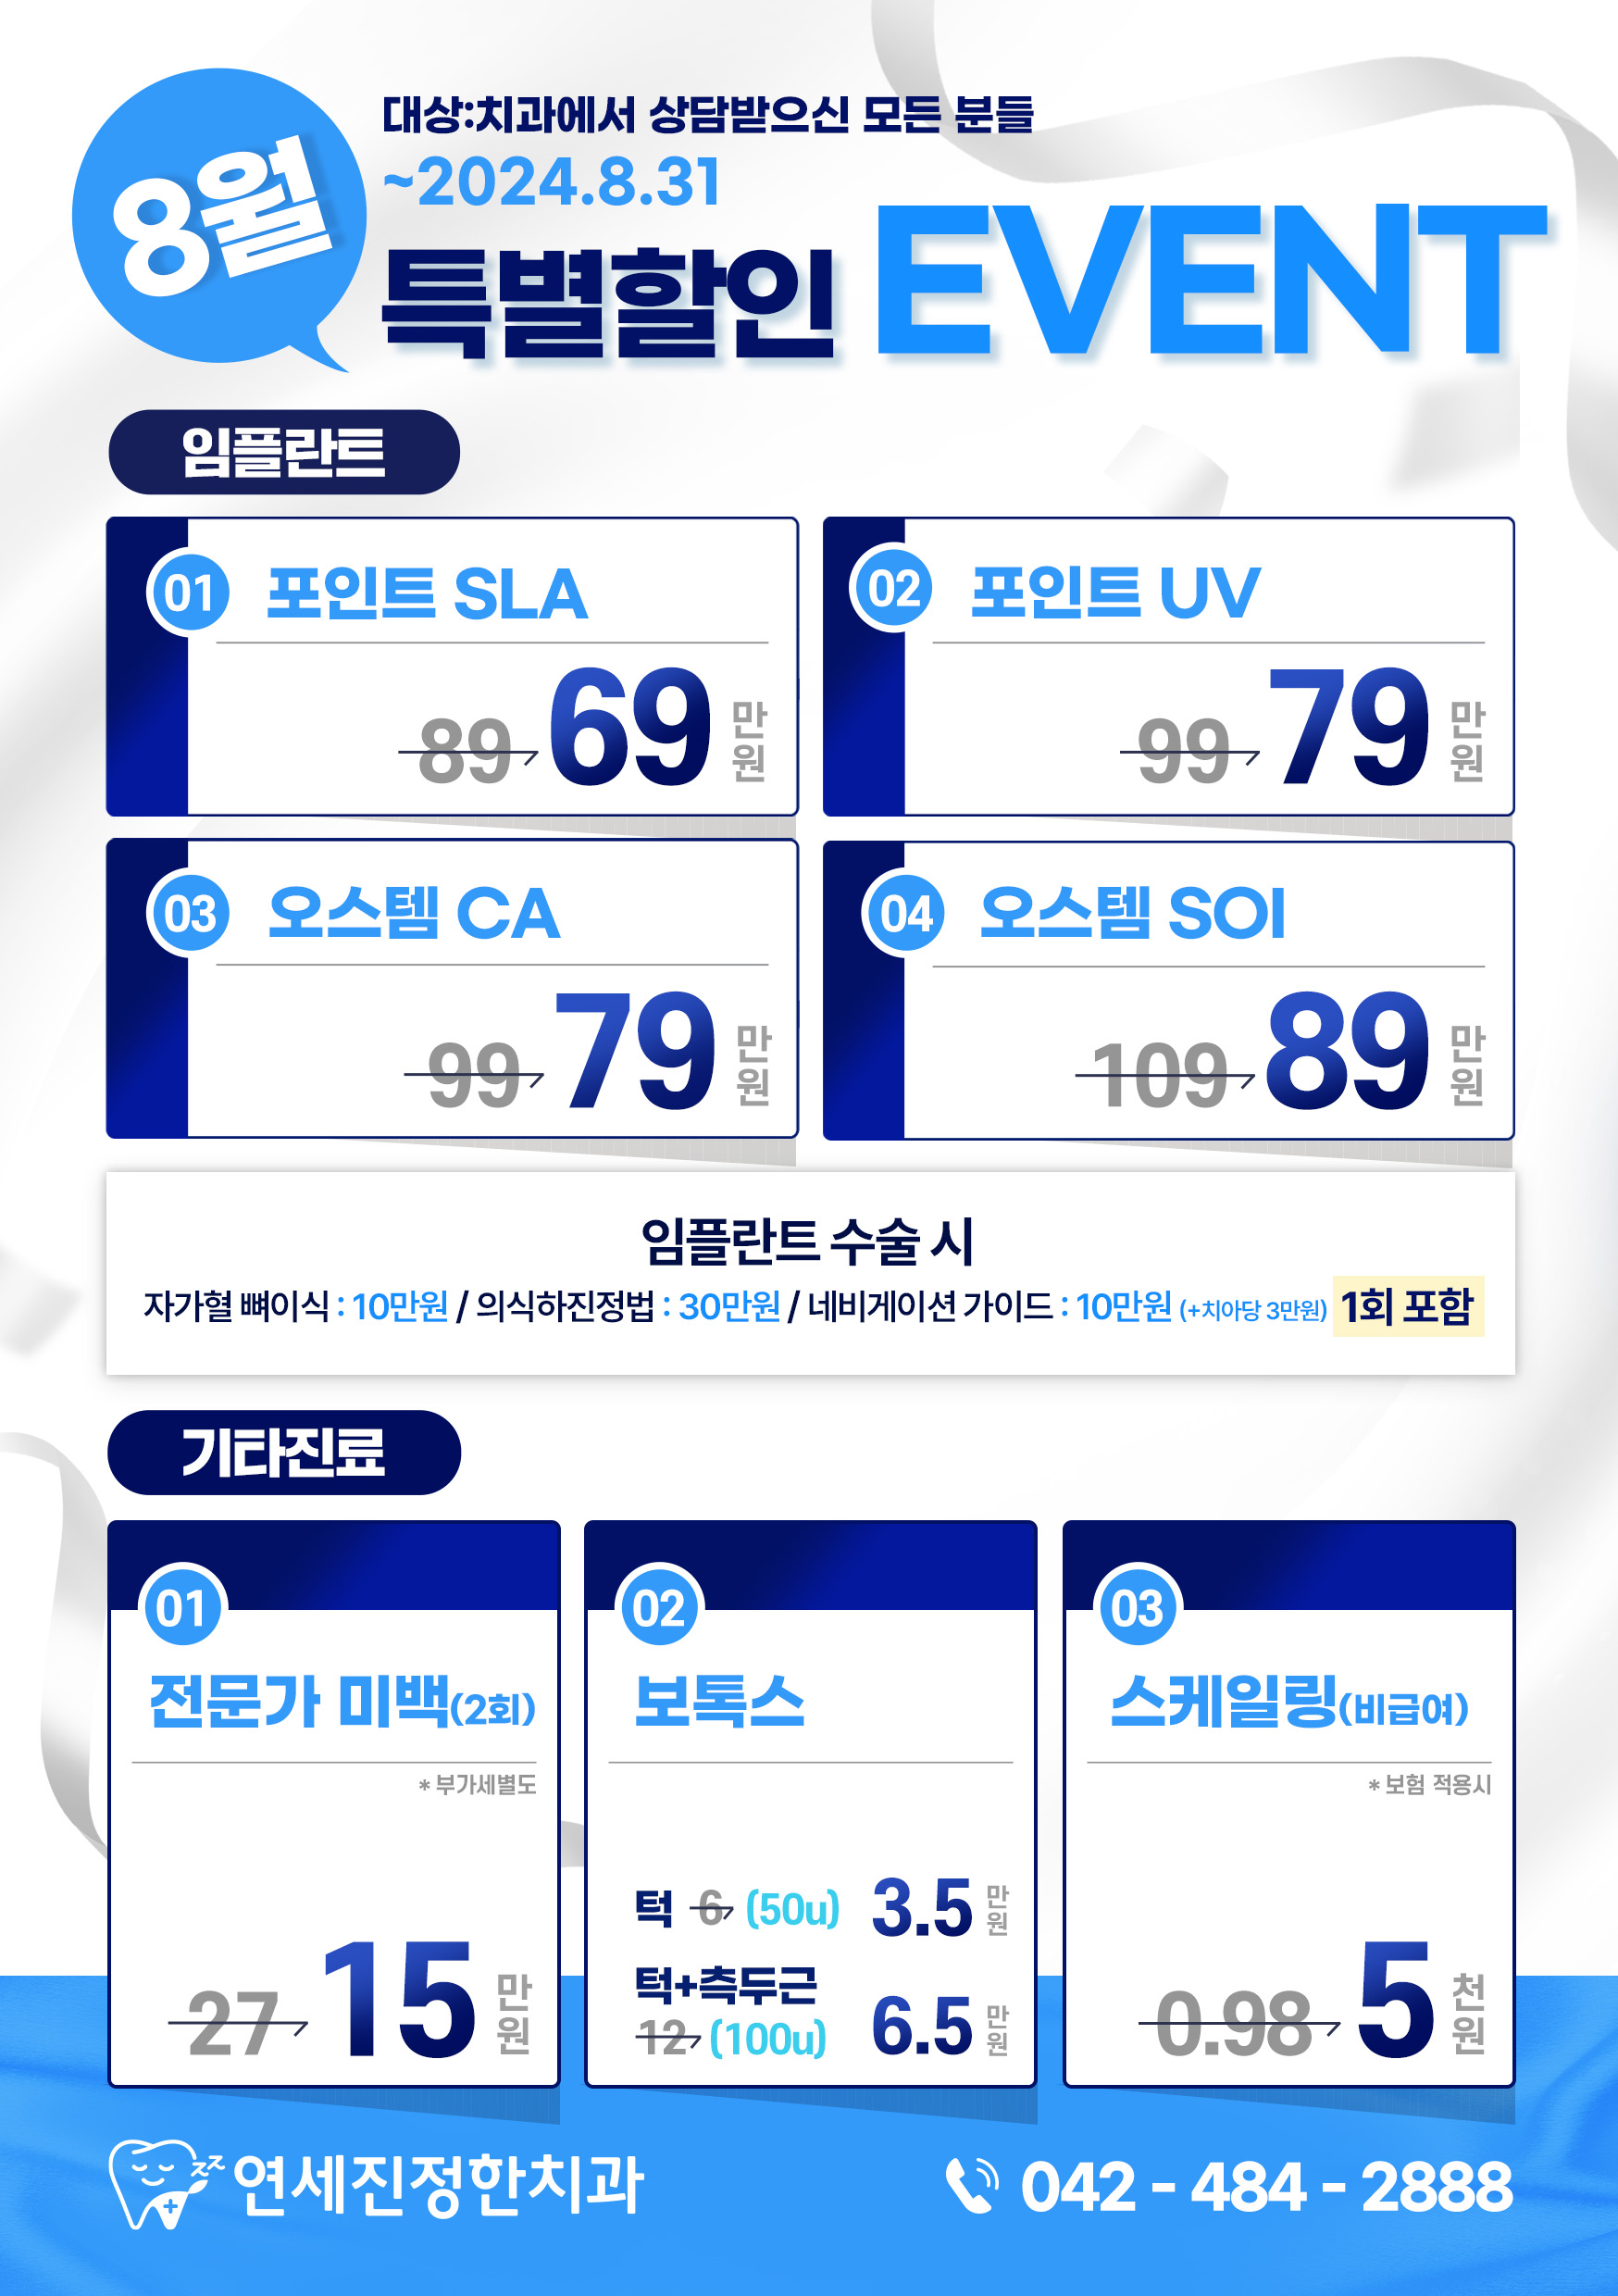 8월
대상:치과에서 상담받으신 모든 분들
~2024.8.31
특별할인 EVENT
임플란트
01 포인트 SLA
89 69 만원
02 포인트 UV
99 79 만원
03 오스템 CA
99 79 만원
04 오스템 SOI
109 89 만원
임플란트 수술 시
자가혈 뼈이식 : 10만원 / 의식하진정법 : 30만원 / 네비게이션 가이드 : 10만원 (+치아당 3만원) 1회 포함
기타진료
01
전문가 미백(2회)
* 부가세별도
27 15 만원
02
보톡스
턱 6 (50u) 3.5 만원
턱+측두근
12 (100u) 6.5 만원
03
스케일링(비급여)
* 보험 적용시
0.98 5 천원
zzz 연세진정한치과
042 - 484 - 2888